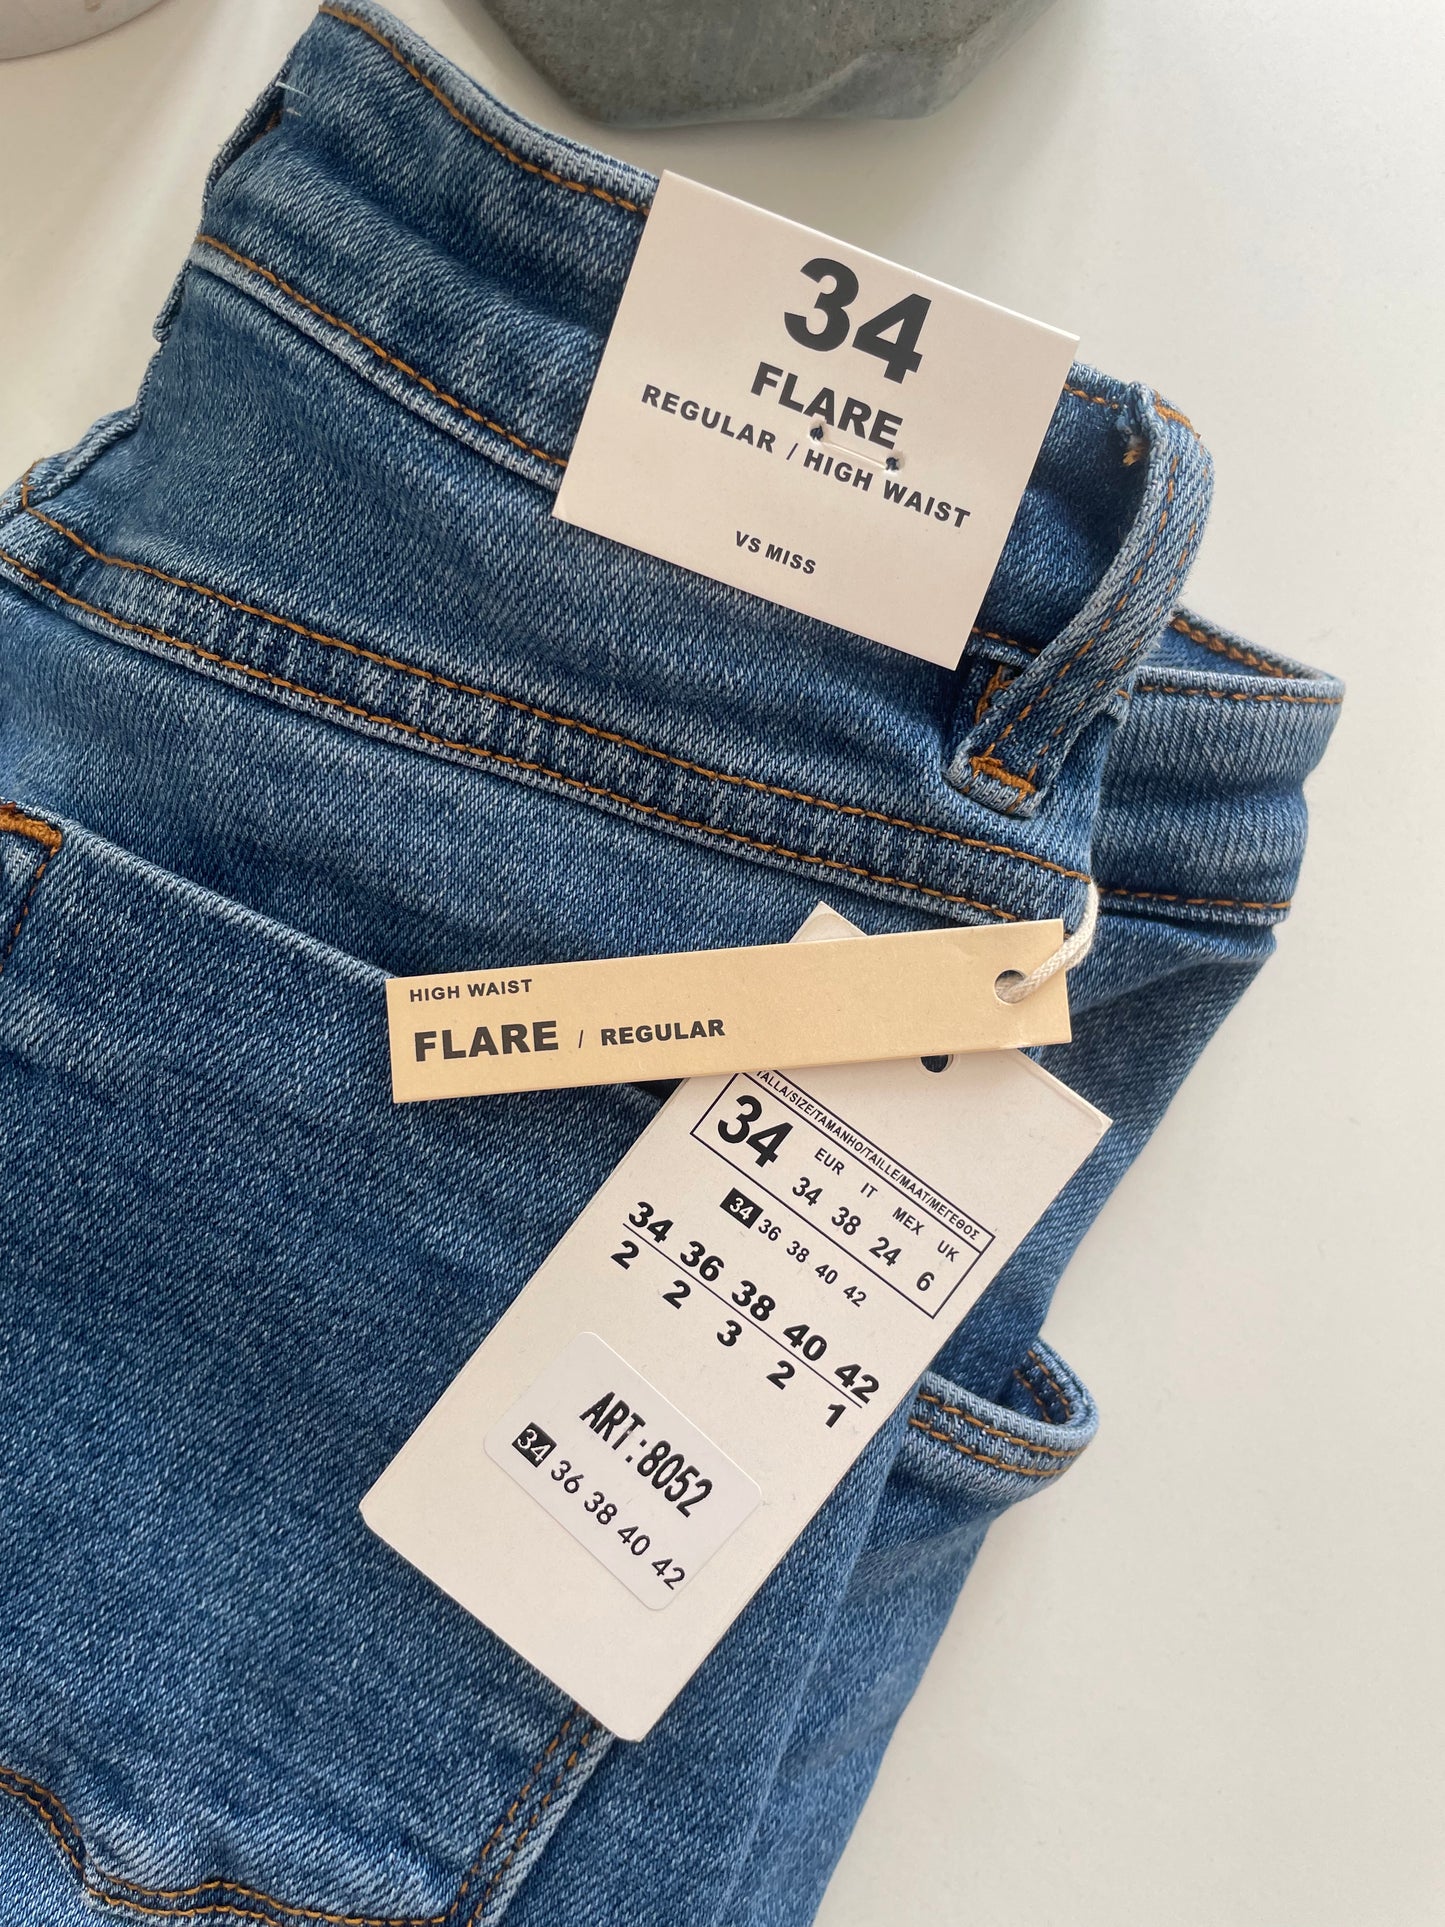 34
FLARE
REGULAR / HIGH WAIST
VS MISS
HIGH WAIST
FLARE / REGULAR
TALLA/SIZE/TAMANHO/TAILLE/MAAT/ΜΕΓΕΘΟΣ
34 EUR IT MEX UK
34 38 24 6
34 36 38 40 42
34 36 38 40 42
2 2 3 2 1
ART:8052
34 36 38 40 42